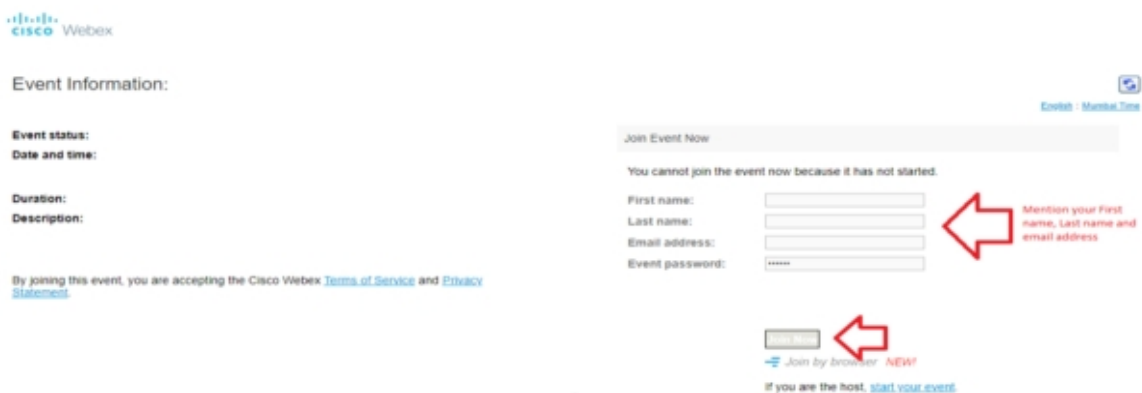 CISCO Webex
Event Information:
English : Mumbai Time
Event status:
Date and time:
Duration:
Description:
By joining this event, you are accepting the Cisco Webex Terms of Service and Privacy
Statement.
Join Event Now
You cannot join the event now because it has not started.
First name:
Last name:
Email address:
Event password:
Mention your First
name, Last name and
email address
Join Now
Join by browser NEW!
If you are the host, start your event.